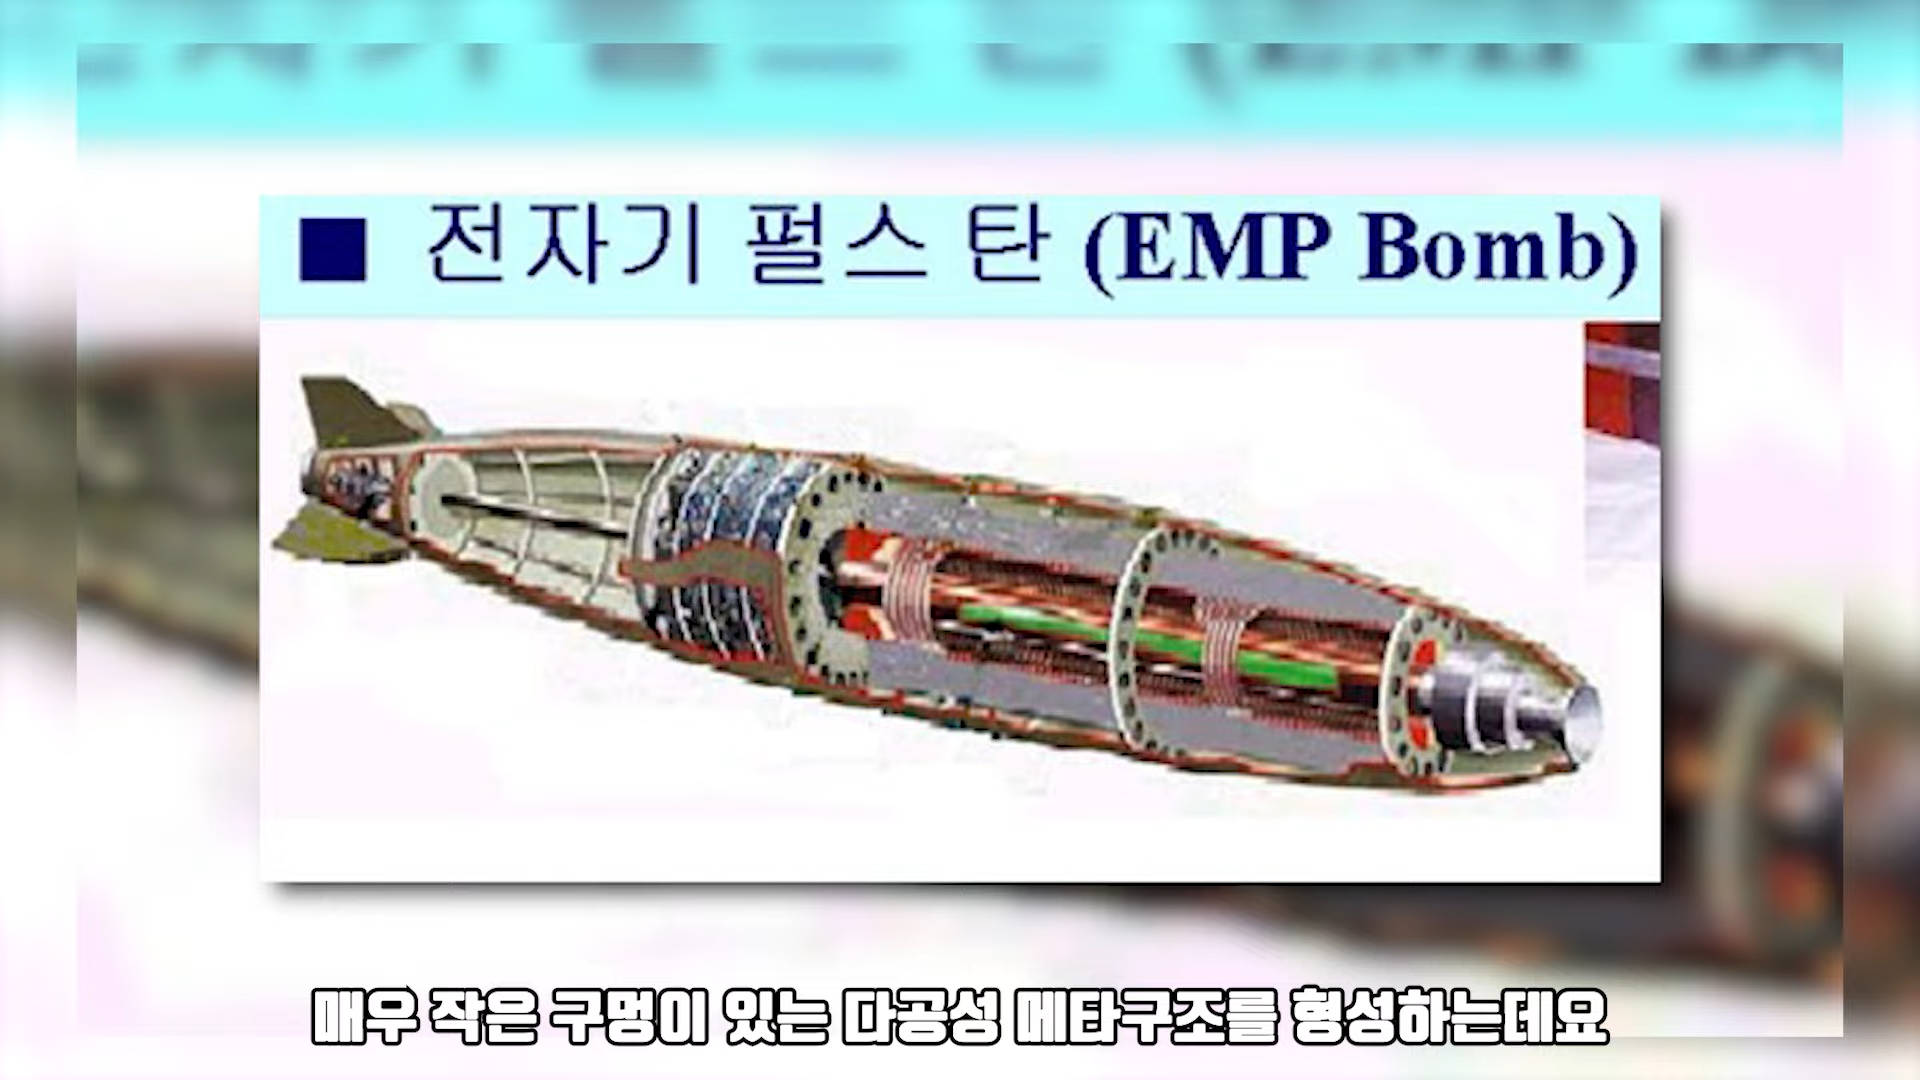 ■ 전자기 펄스 탄 (EMP Bomb)
매우 작은 구멍이 있는 다공성 메타구조를 형성하는데요